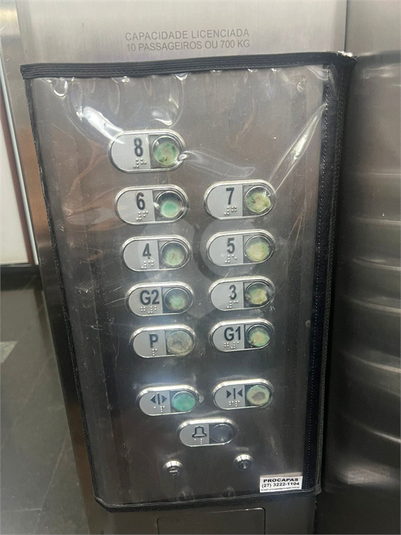 CAPACIDADE LICENCIADA
10 PASSAGEIROS OU 700 KG
8
6 7
4 5
G2 3
P G1
PROCAPAS
(27) 3222-1104